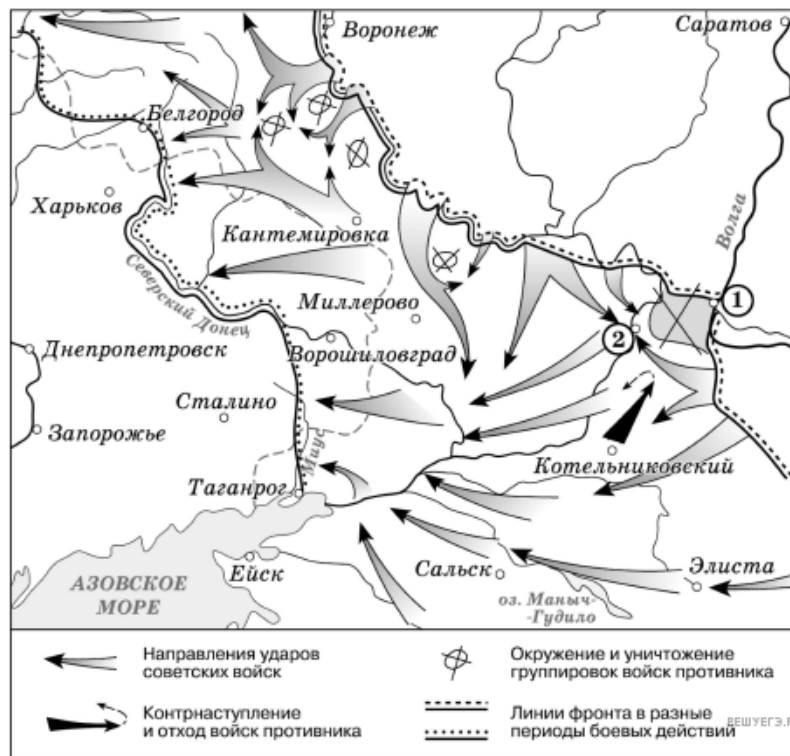 Воронеж
Саратов
Белгород
Волга
Харьков
Кантемировка
Северский Донец
Миллерово
1
Днепропетровск
Ворошиловград
2
Сталино
Запорожье
Миус
Котельниковский
Таганрог
Ейск
Сальск
Элиста
АЗОВСКОЕ
МОРЕ
оз. Маныч-
-Гудило
Направления ударов
советских войск
Окружение и уничтожение
группировок войск противника
Контрнаступление
и отход войск противника
Линии фронта в разные
периоды боевых действий
ВЕШУЕГЭ.Р